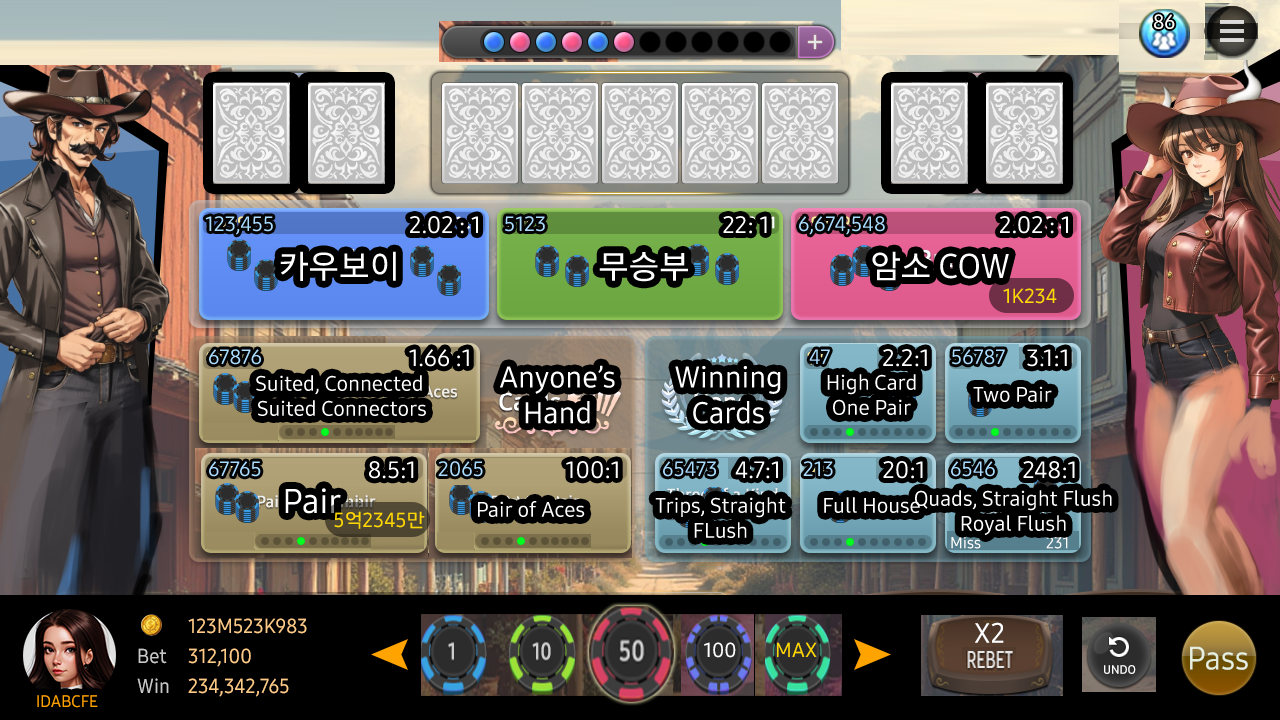 86
+
123,455
2.02 : 1
카우보이
5123
22:1
무승부
6,674,548
2.02 : 1
암소 COW
1K234
67876
1.66 :1
Suited, Connected
Aces
Suited Connectors
Anyone's
Hand
Winning
Cards
47
2.2:1
High Card
One Pair
56787
3.1:1
Two Pair
67765
8.5:1
Pair
5억2345만
2065
100:1
Pair of Aces
65473
4.7:1
Trips, Straight
FLush
213
20:1
Full House
6546
248:1
Quads, Straight Flush
Royal Flush
Miss 231
IDABCFE
123M523K983
Bet 312,100
Win 234,342,765
1
10
50
100
MAX
X2
REBET
UNDO
Pass